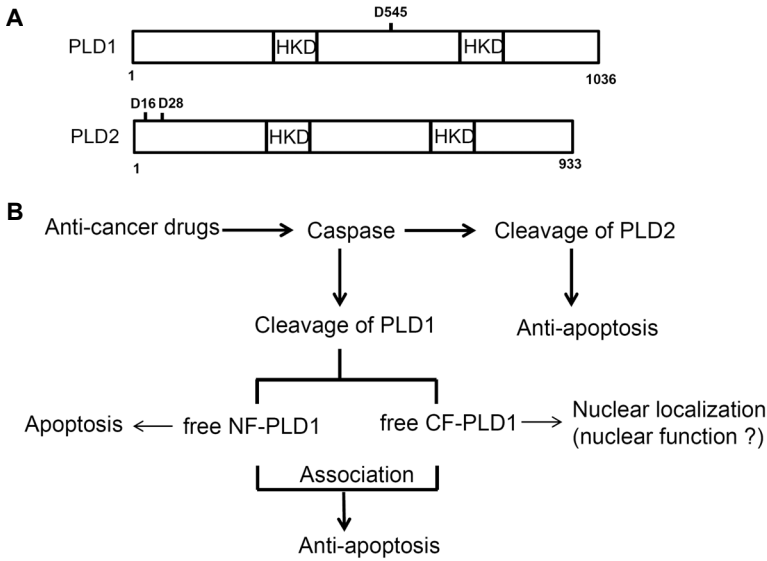 A
D545
PLD1
HKD
HKD
1
1036
D16 D28
PLD2
HKD
HKD
1
933
B
Anti-cancer drugs
Caspase
Cleavage of PLD2
Cleavage of PLD1
Anti-apoptosis
Apoptosis
free NF-PLD1
free CF-PLD1
Nuclear localization
(nuclear function ?)
Association
Anti-apoptosis